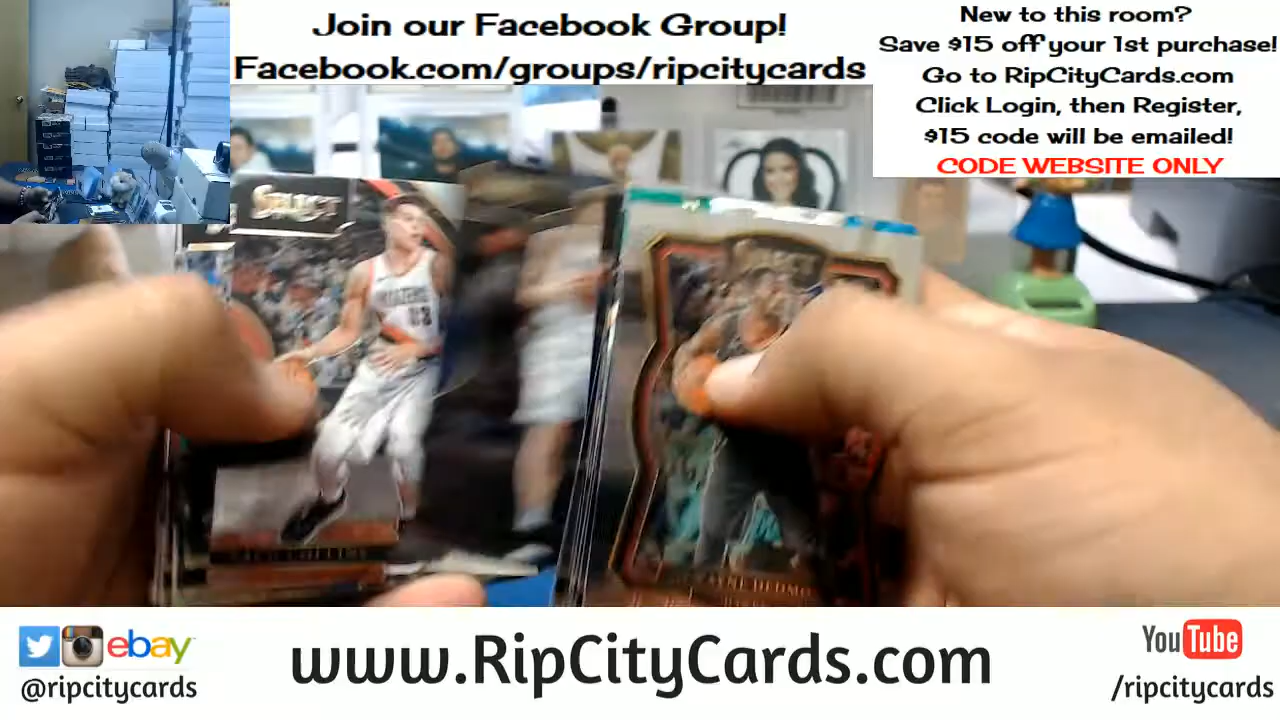 Join our Facebook Group!
Facebook.com/groups/ripcitycards
New to this room?
Save $15 off your 1st purchase!
Go to RipCityCards.com
Click Login, then Register,
$15 code will be emailed!
CODE WEBSITE ONLY
Select
ebay
@ripcitycards
www.RipCityCards.com
YouTube
/ripcitycards